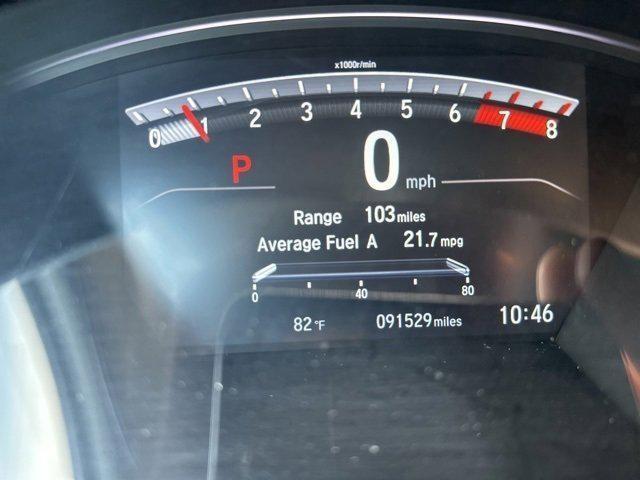 x1000r/min
0 1 2 3 4 5 6 7 8
P
0 mph
Range 103 miles
Average Fuel A 21.7 mpg
0 40 80
82 °F 091529 miles 10:46